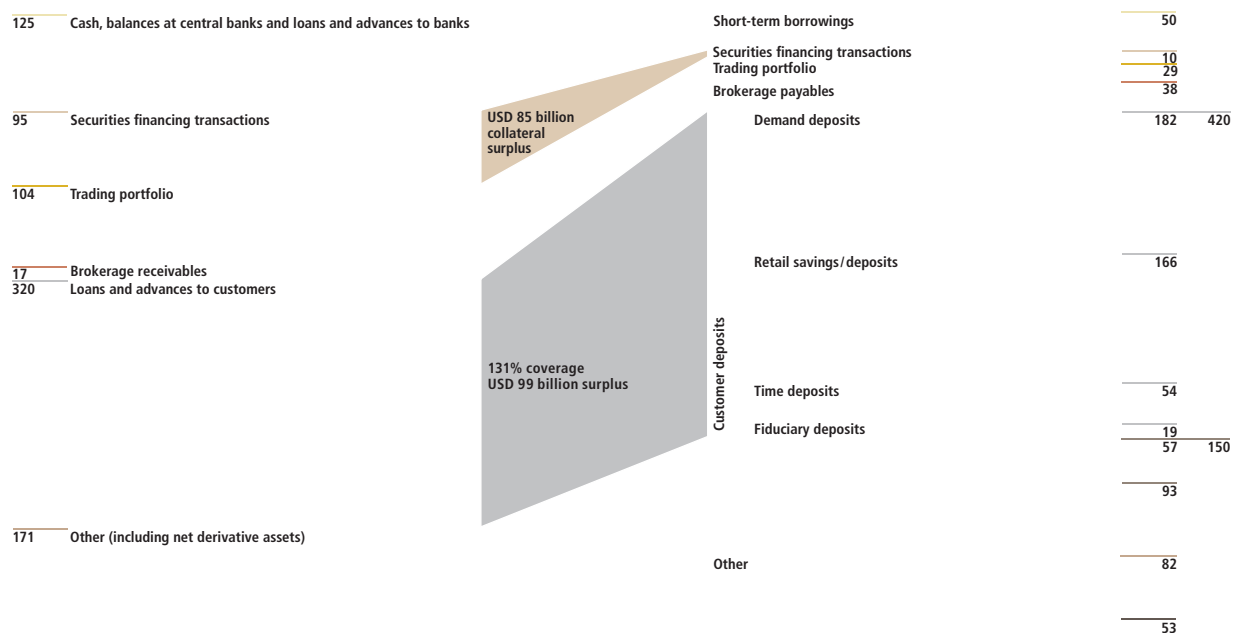 125 Cash, balances at central banks and loans and advances to banks
95 Securities financing transactions
104 Trading portfolio
17 Brokerage receivables
320 Loans and advances to customers
171 Other (including net derivative assets)
USD 85 billion
collateral
surplus
131% coverage
USD 99 billion surplus
Short-term borrowings 50
Securities financing transactions 10
Trading portfolio 29
Brokerage payables 38
Customer deposits
Demand deposits 182 420
Retail savings/deposits 166
Time deposits 54
Fiduciary deposits 19
57 150
93
Other 82
53